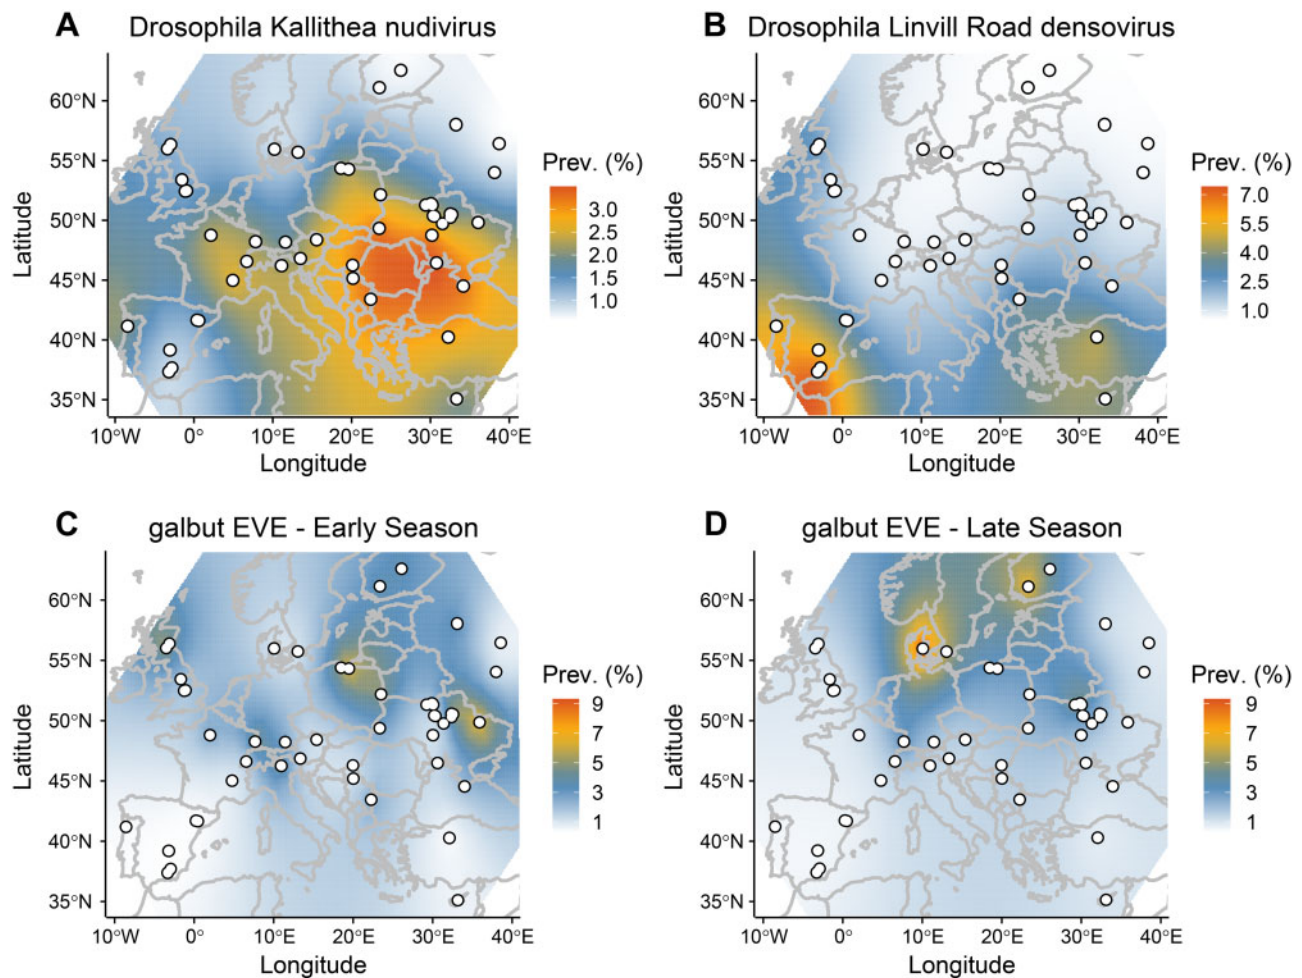 A Drosophila Kallithea nudivirus
60°N
55°N
50°N
45°N
40°N
35°N
Latitude
10°W 0° 10°E 20°E 30°E 40°E
Longitude
Prev. (%)
3.0
2.5
2.0
1.5
1.0
B Drosophila Linvill Road densovirus
60°N
55°N
50°N
45°N
40°N
35°N
Latitude
10°W 0° 10°E 20°E 30°E 40°E
Longitude
Prev. (%)
7.0
5.5
4.0
2.5
1.0
C galbut EVE - Early Season
60°N
55°N
50°N
45°N
40°N
35°N
Latitude
10°W 0° 10°E 20°E 30°E 40°E
Longitude
Prev. (%)
9
7
5
3
1
D galbut EVE - Late Season
60°N
55°N
50°N
45°N
40°N
35°N
Latitude
10°W 0° 10°E 20°E 30°E 40°E
Longitude
Prev. (%)
9
7
5
3
1